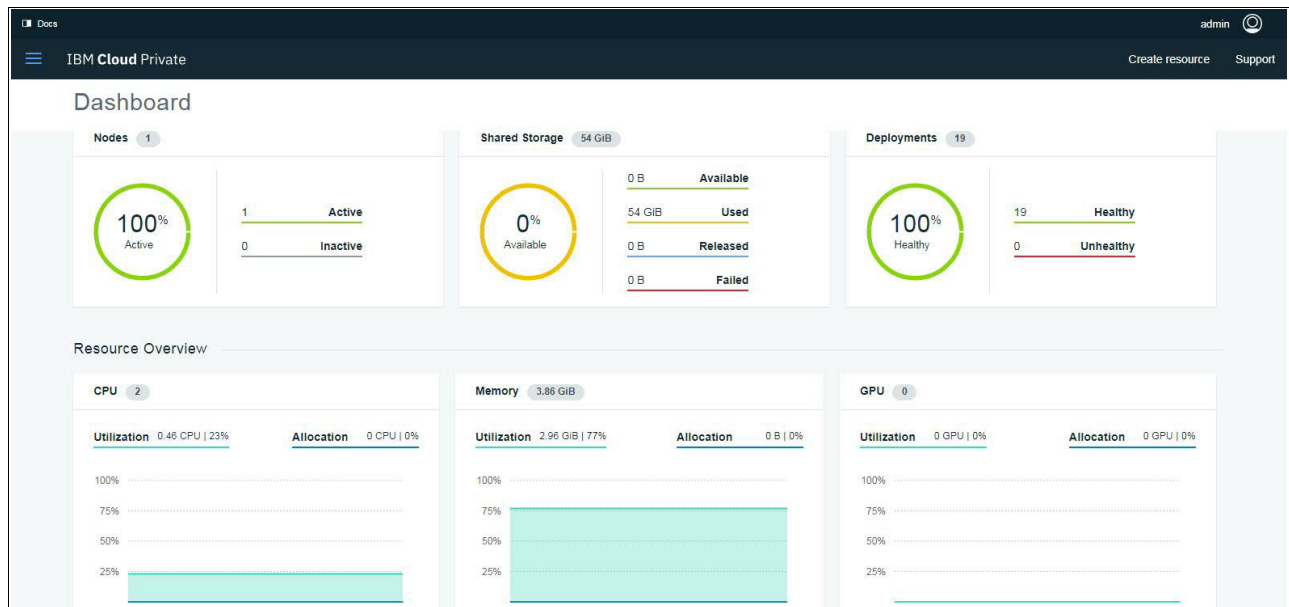 Docs
admin
IBM Cloud Private
Create resource Support
Dashboard
Nodes 1
100%
Active
1 Active
0 Inactive
Shared Storage 54 GiB
0%
Available
0 B Available
54 GiB Used
0 B Released
0 B Failed
Deployments 19
100%
Healthy
19 Healthy
0 Unhealthy
Resource Overview
CPU 2
Utilization 0.46 CPU | 23% Allocation 0 CPU | 0%
100%
75%
50%
25%
Memory 3.86 GiB
Utilization 2.96 GiB | 77% Allocation 0 B | 0%
100%
75%
50%
25%
GPU 0
Utilization 0 GPU | 0% Allocation 0 GPU | 0%
100%
75%
50%
25%